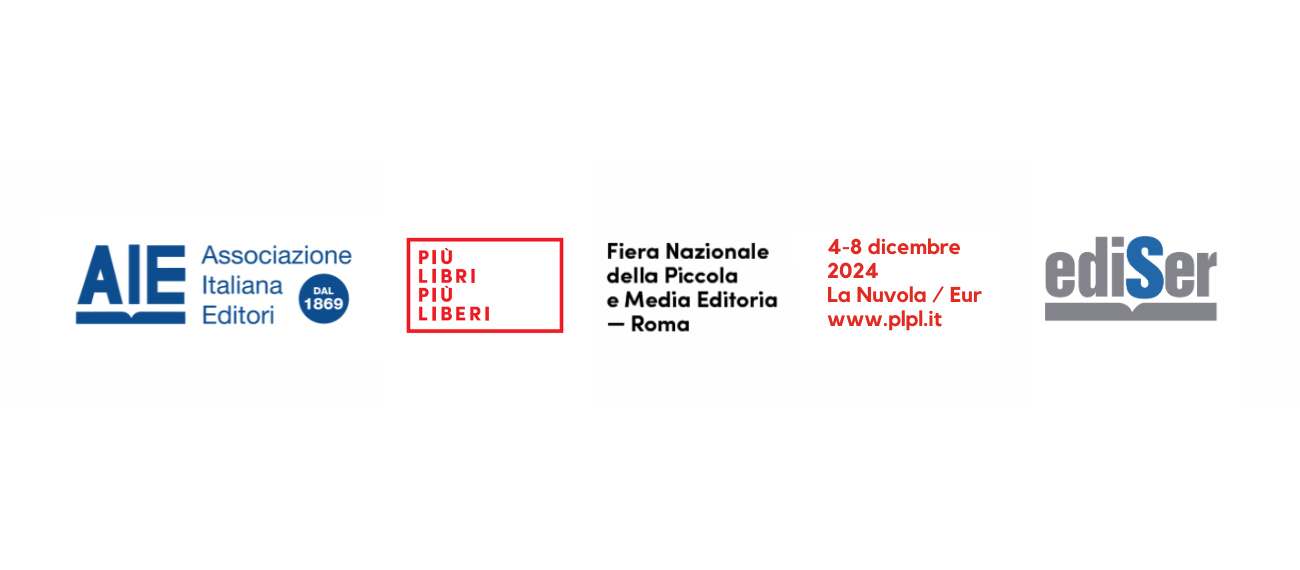 AIE
Associazione
Italiana
Editori
DAL
1869
PIÙ
LIBRI
PIÙ
LIBERI
Fiera Nazionale
della Piccola
e Media Editoria
— Roma
4-8 dicembre
2024
La Nuvola / Eur
www.plpl.it
ediSer